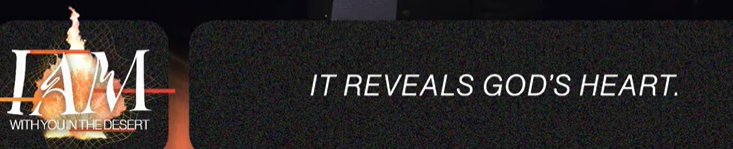 I AM
WITH YOU IN THE DESERT
IT REVEALS GOD'S HEART.